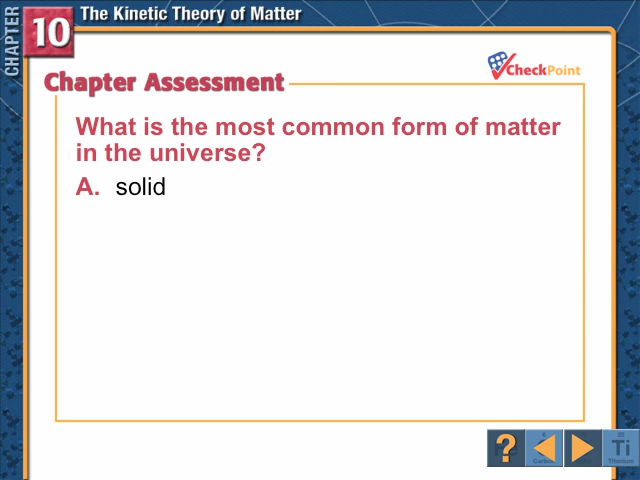 CHAPTER
10
The Kinetic Theory of Matter
Chapter Assessment
CheckPoint
What is the most common form of matter
in the universe?
A. solid
?
Ti
Titanium